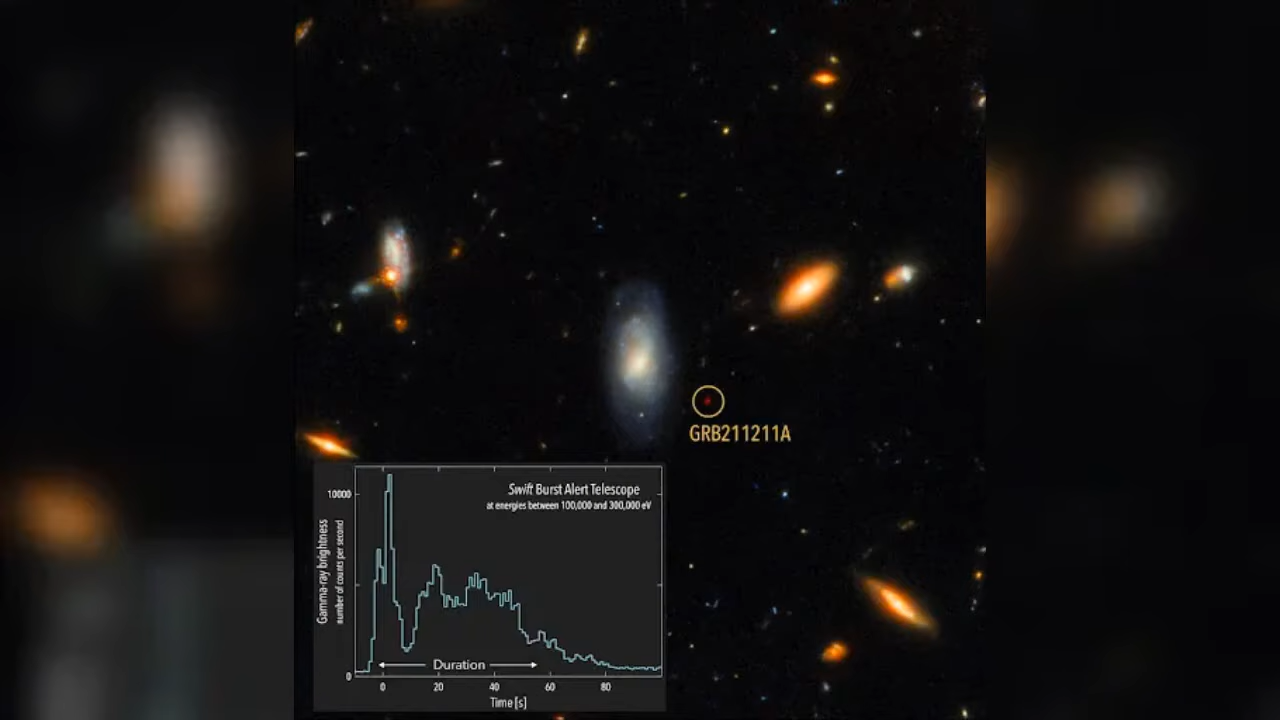 GRB211211A
Swift Burst Alert Telescope
at energies between 100,000 and 300,000 eV
10000
0
Gamma-ray brightness
number of counts per second
Duration
0 20 40 60 80
Time [s]